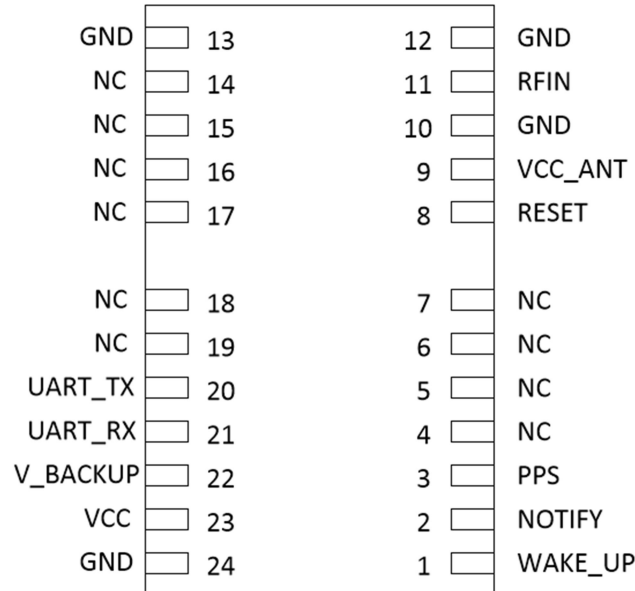 GND 13 12 GND
NC 14 11 RFIN
NC 15 10 GND
NC 16 9 VCC_ANT
NC 17 8 RESET
NC 18 7 NC
NC 19 6 NC
UART_TX 20 5 NC
UART_RX 21 4 NC
V_BACKUP 22 3 PPS
VCC 23 2 NOTIFY
GND 24 1 WAKE_UP